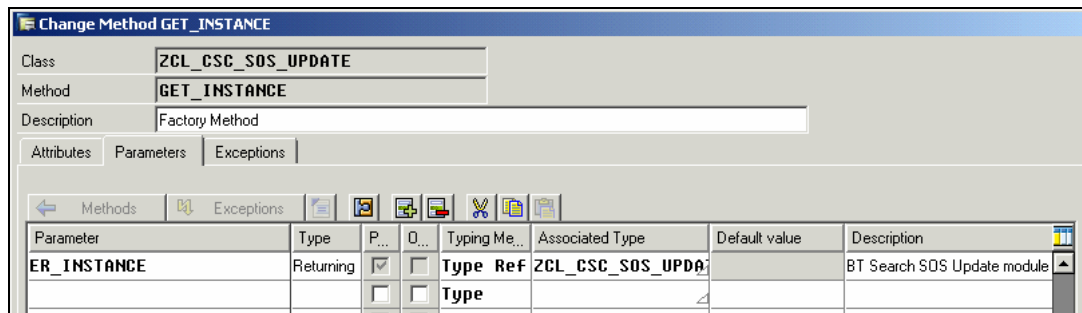 Change Method GET_INSTANCE
Class ZCL_CSC_SOS_UPDATE
Method GET_INSTANCE
Description Factory Method
Attributes Parameters Exceptions
Methods Exceptions
Parameter Type P... O... Typing Me... Associated Type Default value Description
ER_INSTANCE Returning Type Ref ZCL_CSC_SOS_UPDA BT Search SOS Update module
Type